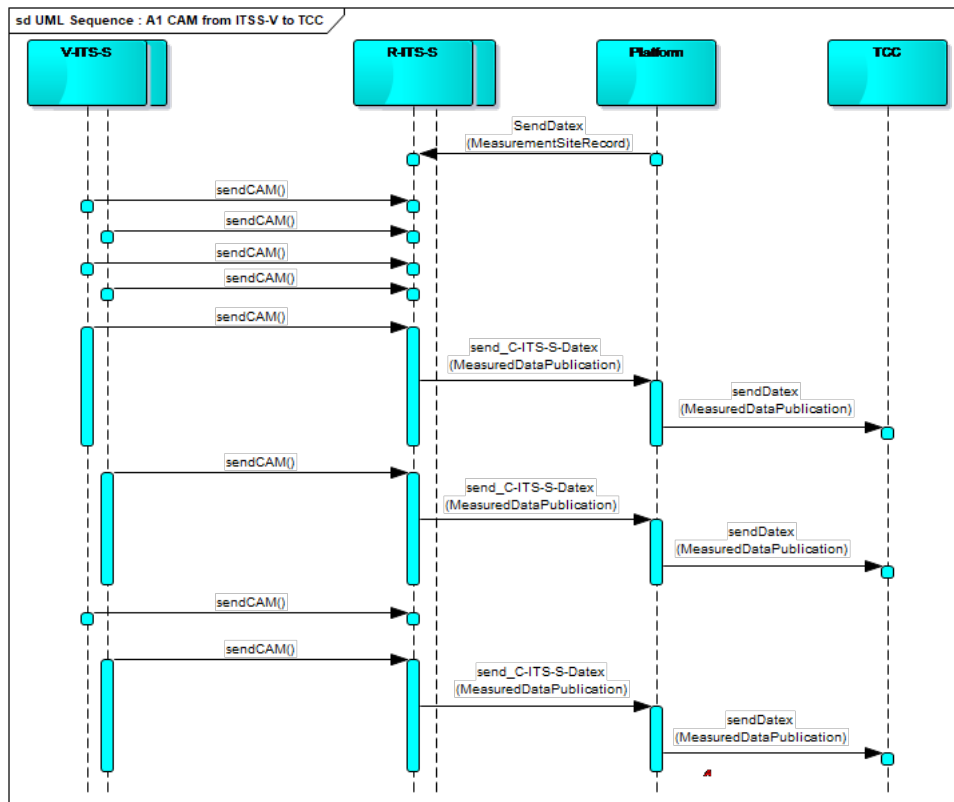 sd UML Sequence : A1 CAM from ITSS-V to TCC
V-ITS-S
R-ITS-S
Platform
TCC
SendDatex
(MeasurementSiteRecord)
sendCAM()
sendCAM()
sendCAM()
sendCAM()
sendCAM()
send_C-ITS-S-Datex
(MeasuredDataPublication)
sendDatex
(MeasuredDataPublication)
sendCAM()
send_C-ITS-S-Datex
(MeasuredDataPublication)
sendDatex
(MeasuredDataPublication)
sendCAM()
sendCAM()
send_C-ITS-S-Datex
(MeasuredDataPublication)
sendDatex
(MeasuredDataPublication)